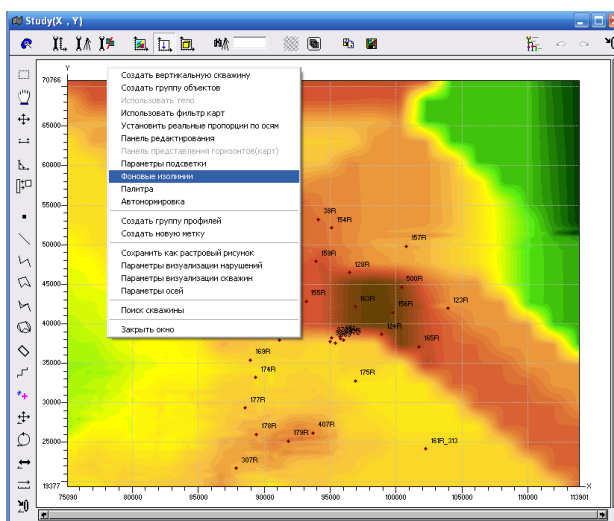 Study(X , Y)
Y
70766
65000
60000
55000
50000
45000
40000
35000
30000
25000
19377
Создать вертикальную скважину
Создать группу объектов
Использовать тело
Использовать фильтр карт
Установить реальные пропорции по осям
Панель редактирования
Панель представления горизонтов(карт)
Параметры подсветки
Фоновые изолинии
Палитра
Автонормировка
Создать группу профилей
Создать новую метку
Сохранить как растровый рисунок
Параметры визуализации нарушений
Параметры визуализации скважин
Параметры осей
Поиск скважины
Закрыть окно
38R
154R
157R
159R
128R
500R
155R
163R
156R
123R
165R
169R
174R
175R
177R
178R
179R
407R
161R_313
307R
75090
80000
85000
90000
95000
100000
105000
110000
113901
X